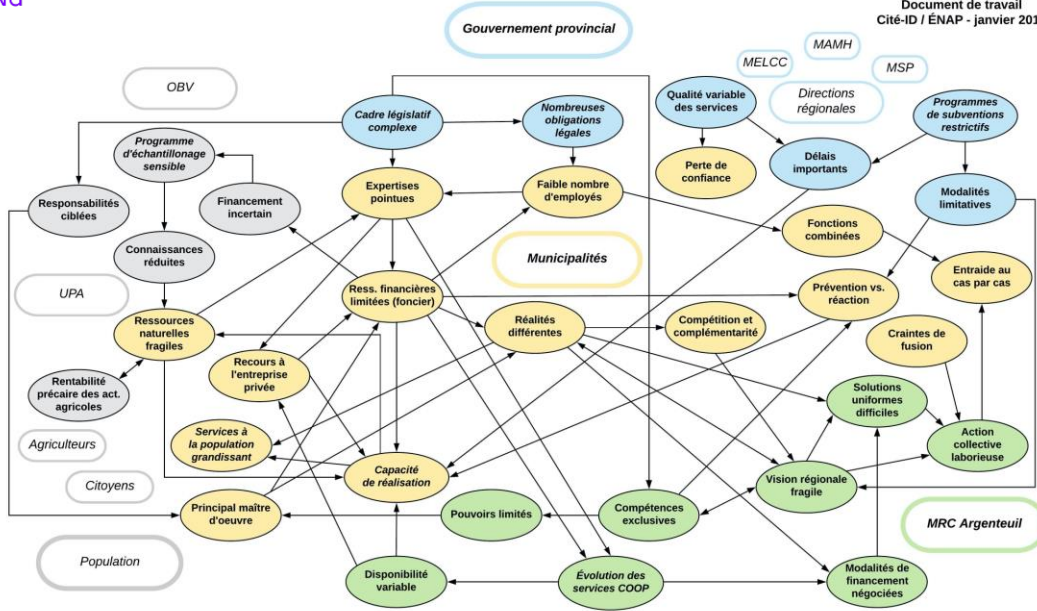 Document de travail
Cité-ID / ÉNAP - janvier 201
Gouvernement provincial
MAMH
MELCC
MSP
OBV
Directions
régionales
Qualité variable
des services
Cadre législatif
complexe
Nombreuses
obligations
légales
Programmes
de subventions
restrictifs
Programme
d'échantillonage
sensible
Délais
importants
Perte de
confiance
Expertises
pointues
Faible nombre
d'employés
Responsabilités
ciblées
Financement
incertain
Modalités
limitatives
Fonctions
combinées
Connaissances
réduites
Municipalités
Entraide au
cas par cas
UPA
Ress. financières
limitées (foncier)
Prévention vs.
réaction
Ressources
naturelles
fragiles
Réalités
différentes
Compétition et
complémentarité
Craintes de
fusion
Recours à
l'entreprise
privée
Rentabilité
précaire des act.
agricoles
Solutions
uniformes
difficiles
Agriculteurs
Services à
la population
grandissant
Action
collective
laborieuse
Capacité
de réalisation
Vision régionale
fragile
Citoyens
Principal maître
d'oeuvre
Pouvoirs limités
Compétences
exclusives
MRC Argenteuil
Population
Disponibilité
variable
Évolution des
services COOP
Modalités de
financement
négociées